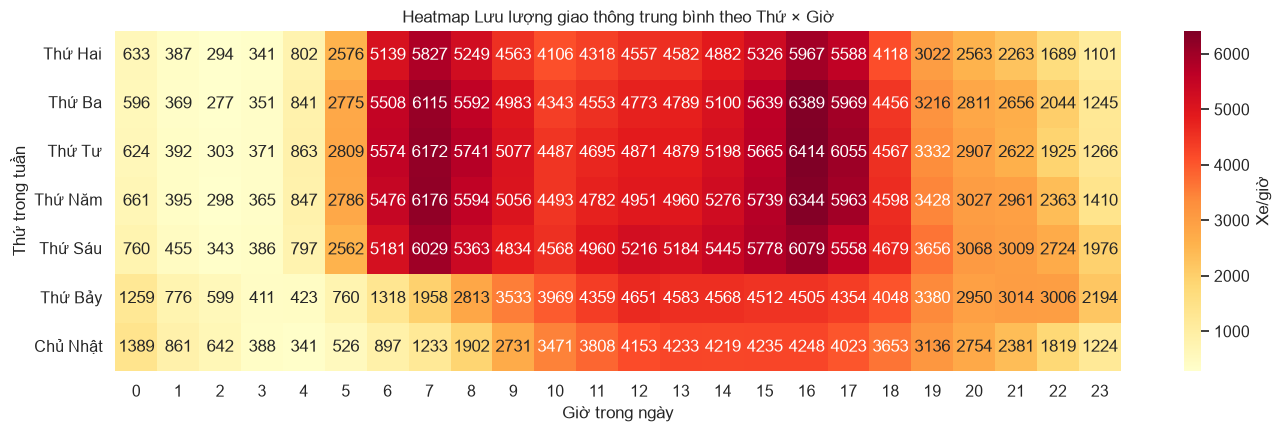 Heatmap Lưu lượng giao thông trung bình theo Thứ × Giờ
Thứ Hai 633 387 294 341 802 2576 5139 5827 5249 4563 4106 4318 4557 4582 4882 5326 5967 5588 4118 3022 2563 2263 1689 1101
Thứ Ba 596 369 277 351 841 2775 5508 6115 5592 4983 4343 4553 4773 4789 5100 5639 6389 5969 4456 3216 2811 2656 2044 1245
Thứ Tư 624 392 303 371 863 2809 5574 6172 5741 5077 4487 4695 4871 4879 5198 5665 6414 6055 4567 3332 2907 2622 1925 1266
Thứ Năm 661 395 298 365 847 2786 5476 6176 5594 5056 4493 4782 4951 4960 5276 5739 6344 5963 4598 3428 3027 2961 2363 1410
Thứ Sáu 760 455 343 386 797 2562 5181 6029 5363 4834 4568 4960 5216 5184 5445 5778 6079 5558 4679 3656 3068 3009 2724 1976
Thứ Bảy 1259 776 599 411 423 760 1318 1958 2813 3533 3969 4359 4651 4583 4568 4512 4505 4354 4048 3380 2950 3014 3006 2194
Chủ Nhật 1389 861 642 388 341 526 897 1233 1902 2731 3471 3808 4153 4233 4219 4235 4248 4023 3653 3136 2754 2381 1819 1224
0 1 2 3 4 5 6 7 8 9 10 11 12 13 14 15 16 17 18 19 20 21 22 23
Giờ trong ngày
Thứ trong tuần
6000
5000
4000
3000
2000
1000
Xe/giờ